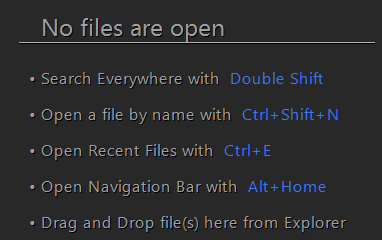 No files are open
• Search Everywhere with Double Shift
• Open a file by name with Ctrl+Shift+N
• Open Recent Files with Ctrl+E
• Open Navigation Bar with Alt+Home
• Drag and Drop file(s) here from Explorer